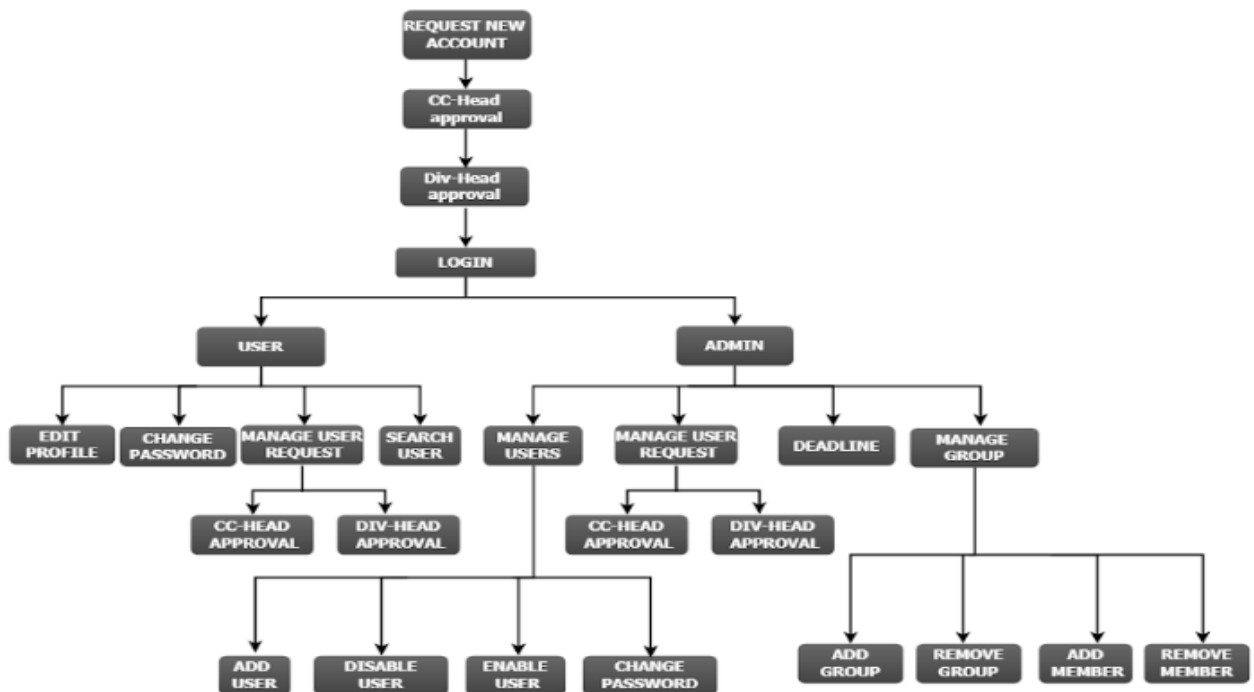 REQUEST NEW
ACCOUNT
CC-Head
approval
Div-Head
approval
LOGIN
USER
ADMIN
EDIT
PROFILE
CHANGE
PASSWORD
MANAGE USER
REQUEST
SEARCH
USER
MANAGE
USERS
MANAGE USER
REQUEST
DEADLINE
MANAGE
GROUP
CC-HEAD
APPROVAL
DIV-HEAD
APPROVAL
CC-HEAD
APPROVAL
DIV-HEAD
APPROVAL
ADD
USER
DISABLE
USER
ENABLE
USER
CHANGE
PASSWORD
ADD
GROUP
REMOVE
GROUP
ADD
MEMBER
REMOVE
MEMBER